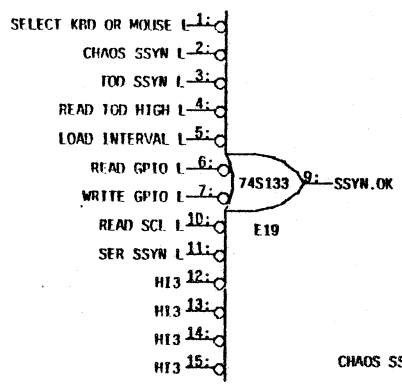 SELECT KBD OR MOUSE L 1:
CHAOS SSYN L 2:
TOD SSYN L 3:
READ TOD HIGH L 4:
LOAD INTERVAL L 5:
READ GPIO L 6:
WRITE GPIO L 7:
74S133 9: SSYN.OK
READ SCL L 10:
E19
SER SSYN L 11:
HI3 12:
HI3 13:
HI3 14:
HI3 15:
CHAOS SS